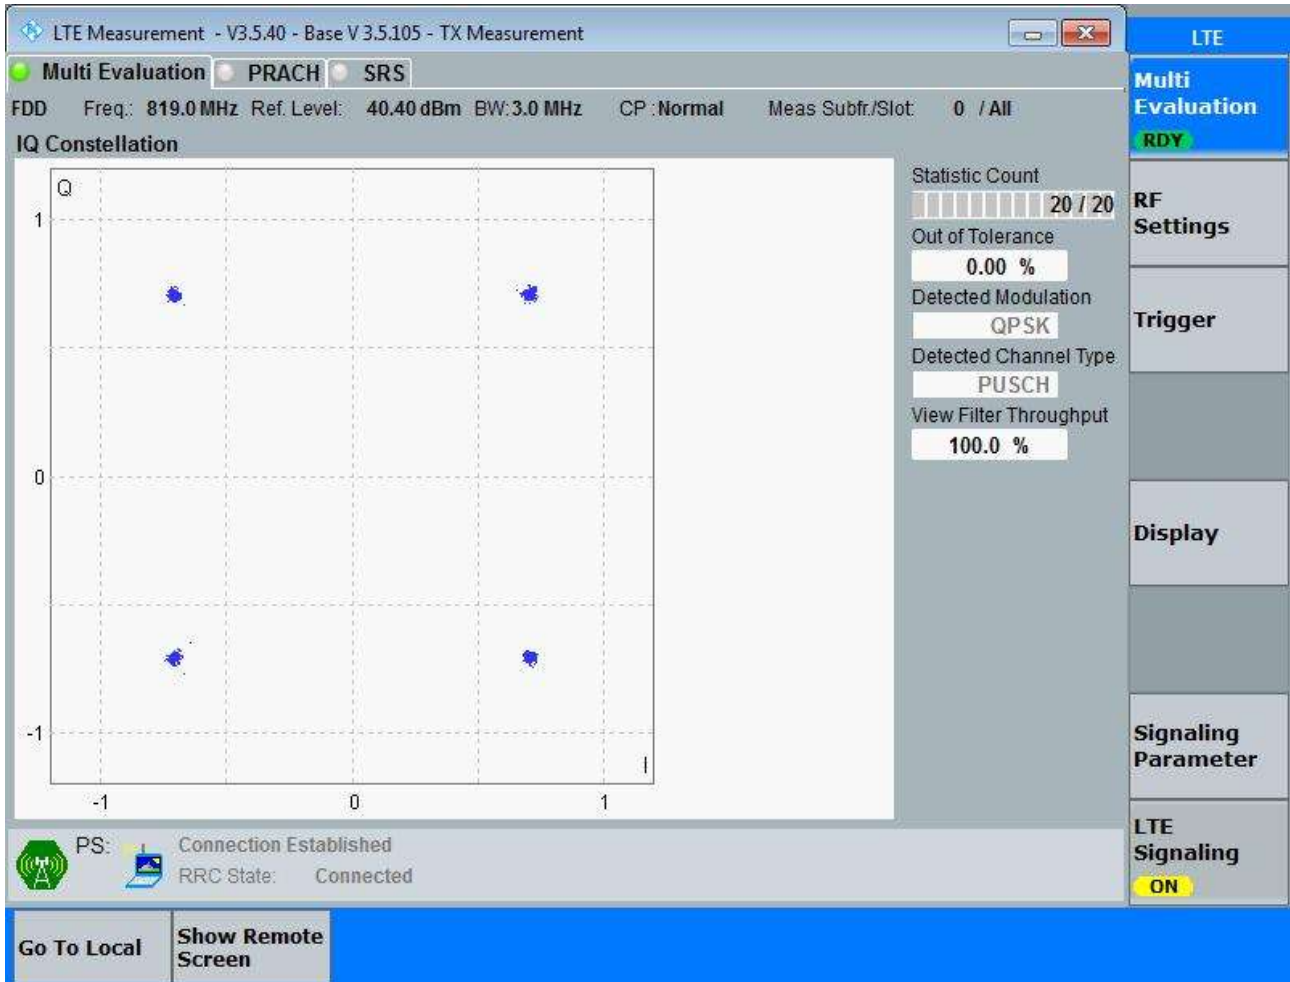 LTE Measurement - V3.5.40 - Base V 3.5.105 - TX Measurement
LTE
Multi Evaluation PRACH SRS
FDD Freq.: 819.0 MHz Ref. Level: 40.40 dBm BW: 3.0 MHz CP : Normal Meas Subfr./Slot: 0 / All
IQ Constellation
Q
1
0
-1
I
-1 0 1
Statistic Count
20 / 20
Out of Tolerance
0.00 %
Detected Modulation
QPSK
Detected Channel Type
PUSCH
View Filter Throughput
100.0 %
PS: Connection Established
RRC State: Connected
Multi
Evaluation
RDY
RF
Settings
Trigger
Display
Signaling
Parameter
LTE
Signaling
ON
Go To Local
Show Remote
Screen